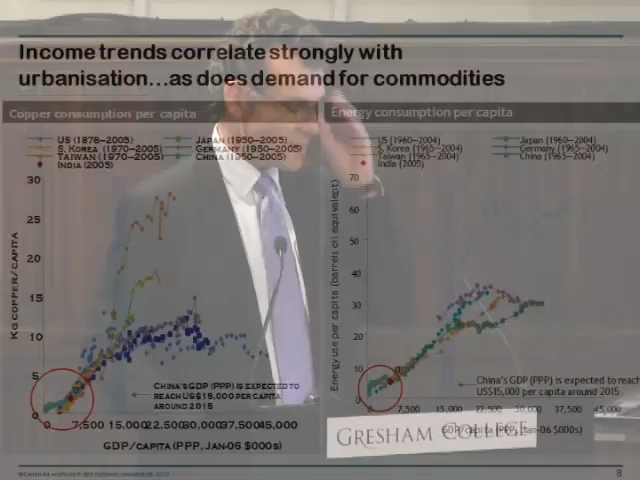 Income trends correlate strongly with
urbanisation...as does demand for commodities
Copper consumption per capita
US (1878-2005)
JAPAN (1950-2005)
S. KOREA (1970-2005)
GERMANY (1950-2005)
TAIWAN (1970-2005)
CHINA (1950-2005)
INDIA (2005)
KG COPPER/CAPITA
30
25
20
15
10
5
0
0 7,500 15,000 22,500 30,000 37,500 45,000
CHINA'S GDP (PPP) IS EXPECTED TO
REACH US$15,000 PER CAPITA
AROUND 2015
GDP/CAPITA (PPP, JAN-06 $000s)
Energy consumption per capita
US (1960-2004)
Japan (1960-2004)
S. Korea (1965-2004)
Germany (1965-2004)
Taiwan (1965-2004)
China (1965-2004)
India (2005)
Energy use per capita (barrels oil equivalent)
70
60
50
40
30
20
10
0
0 7,500 15,000 22,500 30,000 37,500 45,000
China's GDP (PPP) is expected to reach
US$15,000 per capita around 2015
GDP/capita (PPP, Jan-06 $000s)
GRESHAM COLLEGE
8